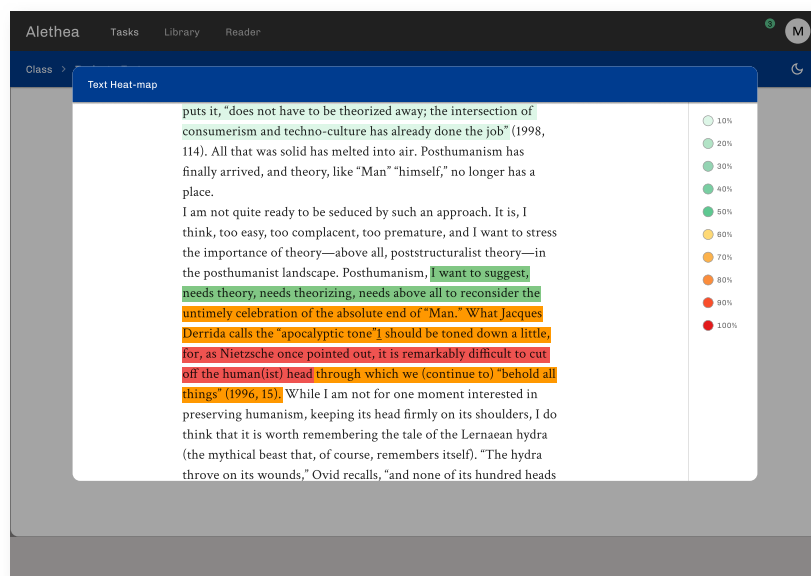 Alethea
Tasks
Library
Reader
3
M
Class
Text Heat-map
puts it, “does not have to be theorized away; the intersection of
consumerism and techno-culture has already done the job” (1998,
114). All that was solid has melted into air. Posthumanism has
finally arrived, and theory, like “Man” “himself,” no longer has a
place.
I am not quite ready to be seduced by such an approach. It is, I
think, too easy, too complacent, too premature, and I want to stress
the importance of theory—above all, poststructuralist theory—in
the posthumanist landscape. Posthumanism, I want to suggest,
needs theory, needs theorizing, needs above all to reconsider the
untimely celebration of the absolute end of “Man.” What Jacques
Derrida calls the “apocalyptic tone”1 should be toned down a little,
for, as Nietzsche once pointed out, it is remarkably difficult to cut
off the human(ist) head through which we (continue to) “behold all
things” (1996, 15). While I am not for one moment interested in
preserving humanism, keeping its head firmly on its shoulders, I do
think that it is worth remembering the tale of the Lernaean hydra
(the mythical beast that, of course, remembers itself). “The hydra
throve on its wounds,” Ovid recalls, “and none of its hundred heads
10%
20%
30%
40%
50%
60%
70%
80%
90%
100%